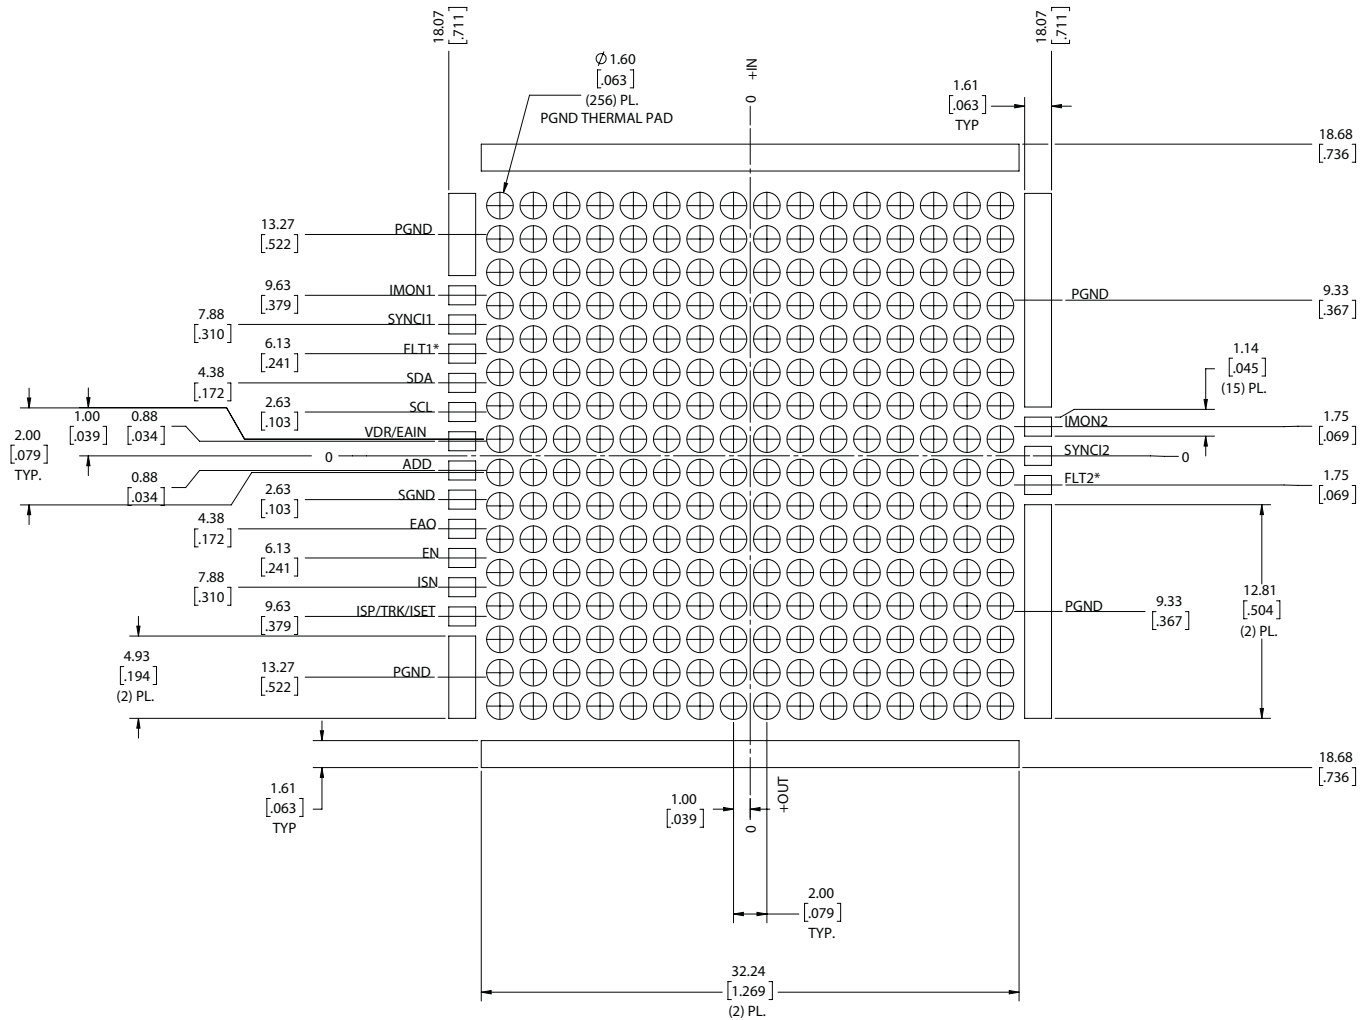 18.07
[.711]
18.07
[.711]
Ø 1.60
[.063]
(256) PL.
PGND THERMAL PAD
0 +IN
1.61
[.063]
TYP
18.68
[.736]
13.27
[.522]
PGND
9.63
[.379]
IMON1
7.88
[.310]
SYNCI1
6.13
[.241]
FLT1*
4.38
[.172]
SDA
2.63
[.103]
SCL
2.00
[.079]
TYP.
1.00
[.039]
0.88
[.034]
VDR/EAIN
0
0.88
[.034]
ADD
2.63
[.103]
SGND
4.38
[.172]
EAO
6.13
[.241]
EN
7.88
[.310]
ISN
9.63
[.379]
ISP/TRK/ISET
4.93
[.194]
(2) PL.
13.27
[.522]
PGND
PGND
9.33
[.367]
1.14
[.045]
(15) PL.
IMON2
1.75
[.069]
SYNCI2
0
FLT2*
1.75
[.069]
PGND
9.33
[.367]
12.81
[.504]
(2) PL.
18.68
[.736]
1.61
[.063]
TYP
1.00
[.039]
0 +OUT
2.00
[.079]
TYP.
32.24
[1.269]
(2) PL.